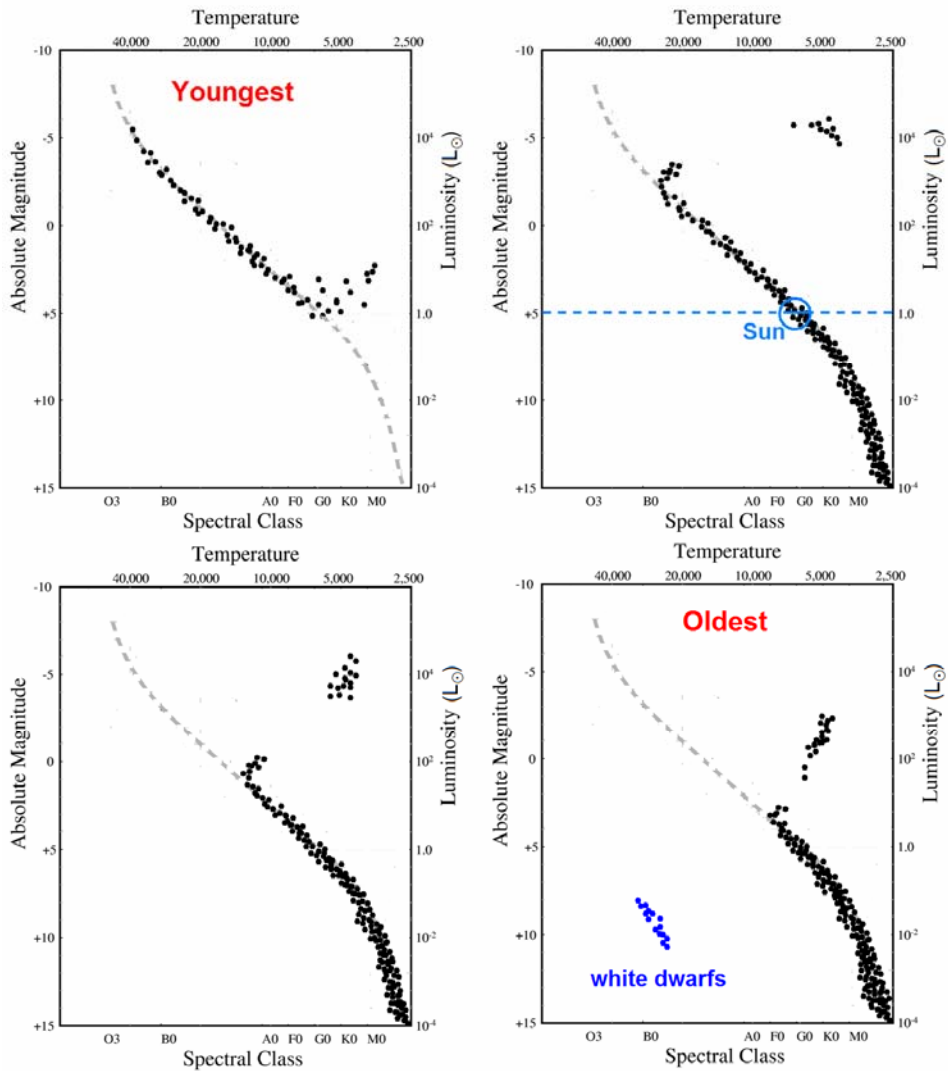 Temperature
40,000 20,000 10,000 5,000 2,500
-10
-5
0
+5
+10
+15
Absolute Magnitude
Youngest
10⁴
10²
1.0
10⁻²
10⁻⁴
Luminosity (L☉)
O3 B0 A0 F0 G0 K0 M0
Spectral Class
Temperature
40,000 20,000 10,000 5,000 2,500
-10
-5
0
+5
+10
+15
Absolute Magnitude
Sun
10⁴
10²
1.0
10⁻²
10⁻⁴
Luminosity (L☉)
O3 B0 A0 F0 G0 K0 M0
Spectral Class
Temperature
40,000 20,000 10,000 5,000 2,500
-10
-5
0
+5
+10
+15
Absolute Magnitude
10⁴
10²
1.0
10⁻²
10⁻⁴
Luminosity (L☉)
O3 B0 A0 F0 G0 K0 M0
Spectral Class
Temperature
40,000 20,000 10,000 5,000 2,500
-10
-5
0
+5
+10
+15
Absolute Magnitude
Oldest
white dwarfs
10⁴
10²
1.0
10⁻²
10⁻⁴
Luminosity (L☉)
O3 B0 A0 F0 G0 K0 M0
Spectral Class